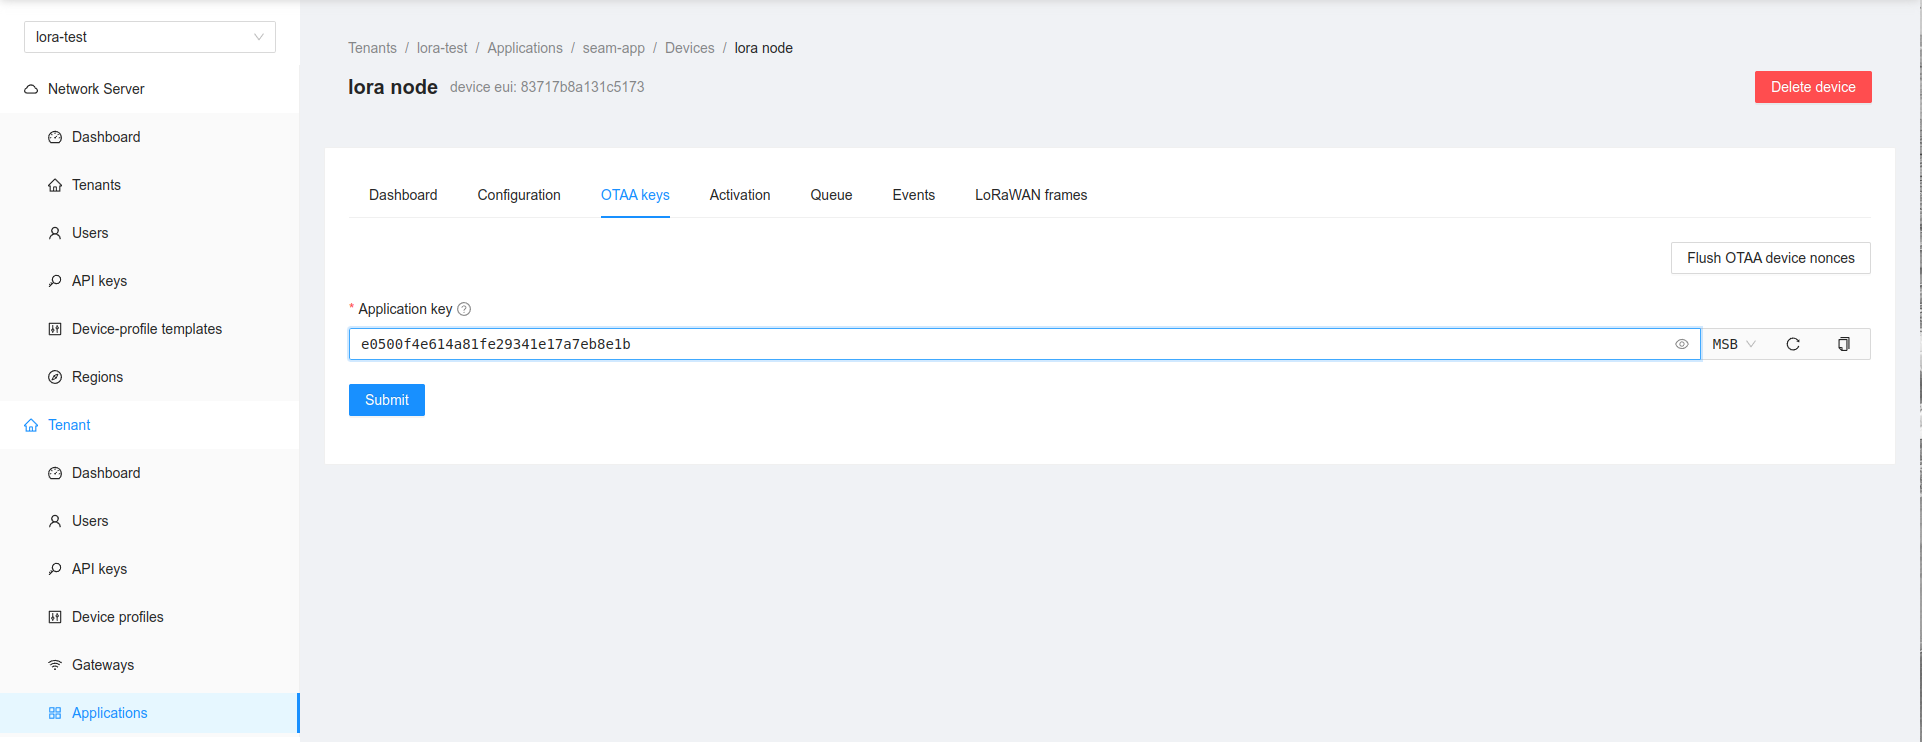 lora-test
Network Server
Dashboard
Tenants
Users
API keys
Device-profile templates
Regions
Tenant
Dashboard
Users
API keys
Device profiles
Gateways
Applications
Tenants / lora-test / Applications / seam-app / Devices / lora node
lora node device eui: 83717b8a131c5173
Delete device
Dashboard Configuration OTAA keys Activation Queue Events LoRaWAN frames
Flush OTAA device nonces
* Application key
e0500f4e614a81fe29341e17a7eb8e1b MSB
Submit